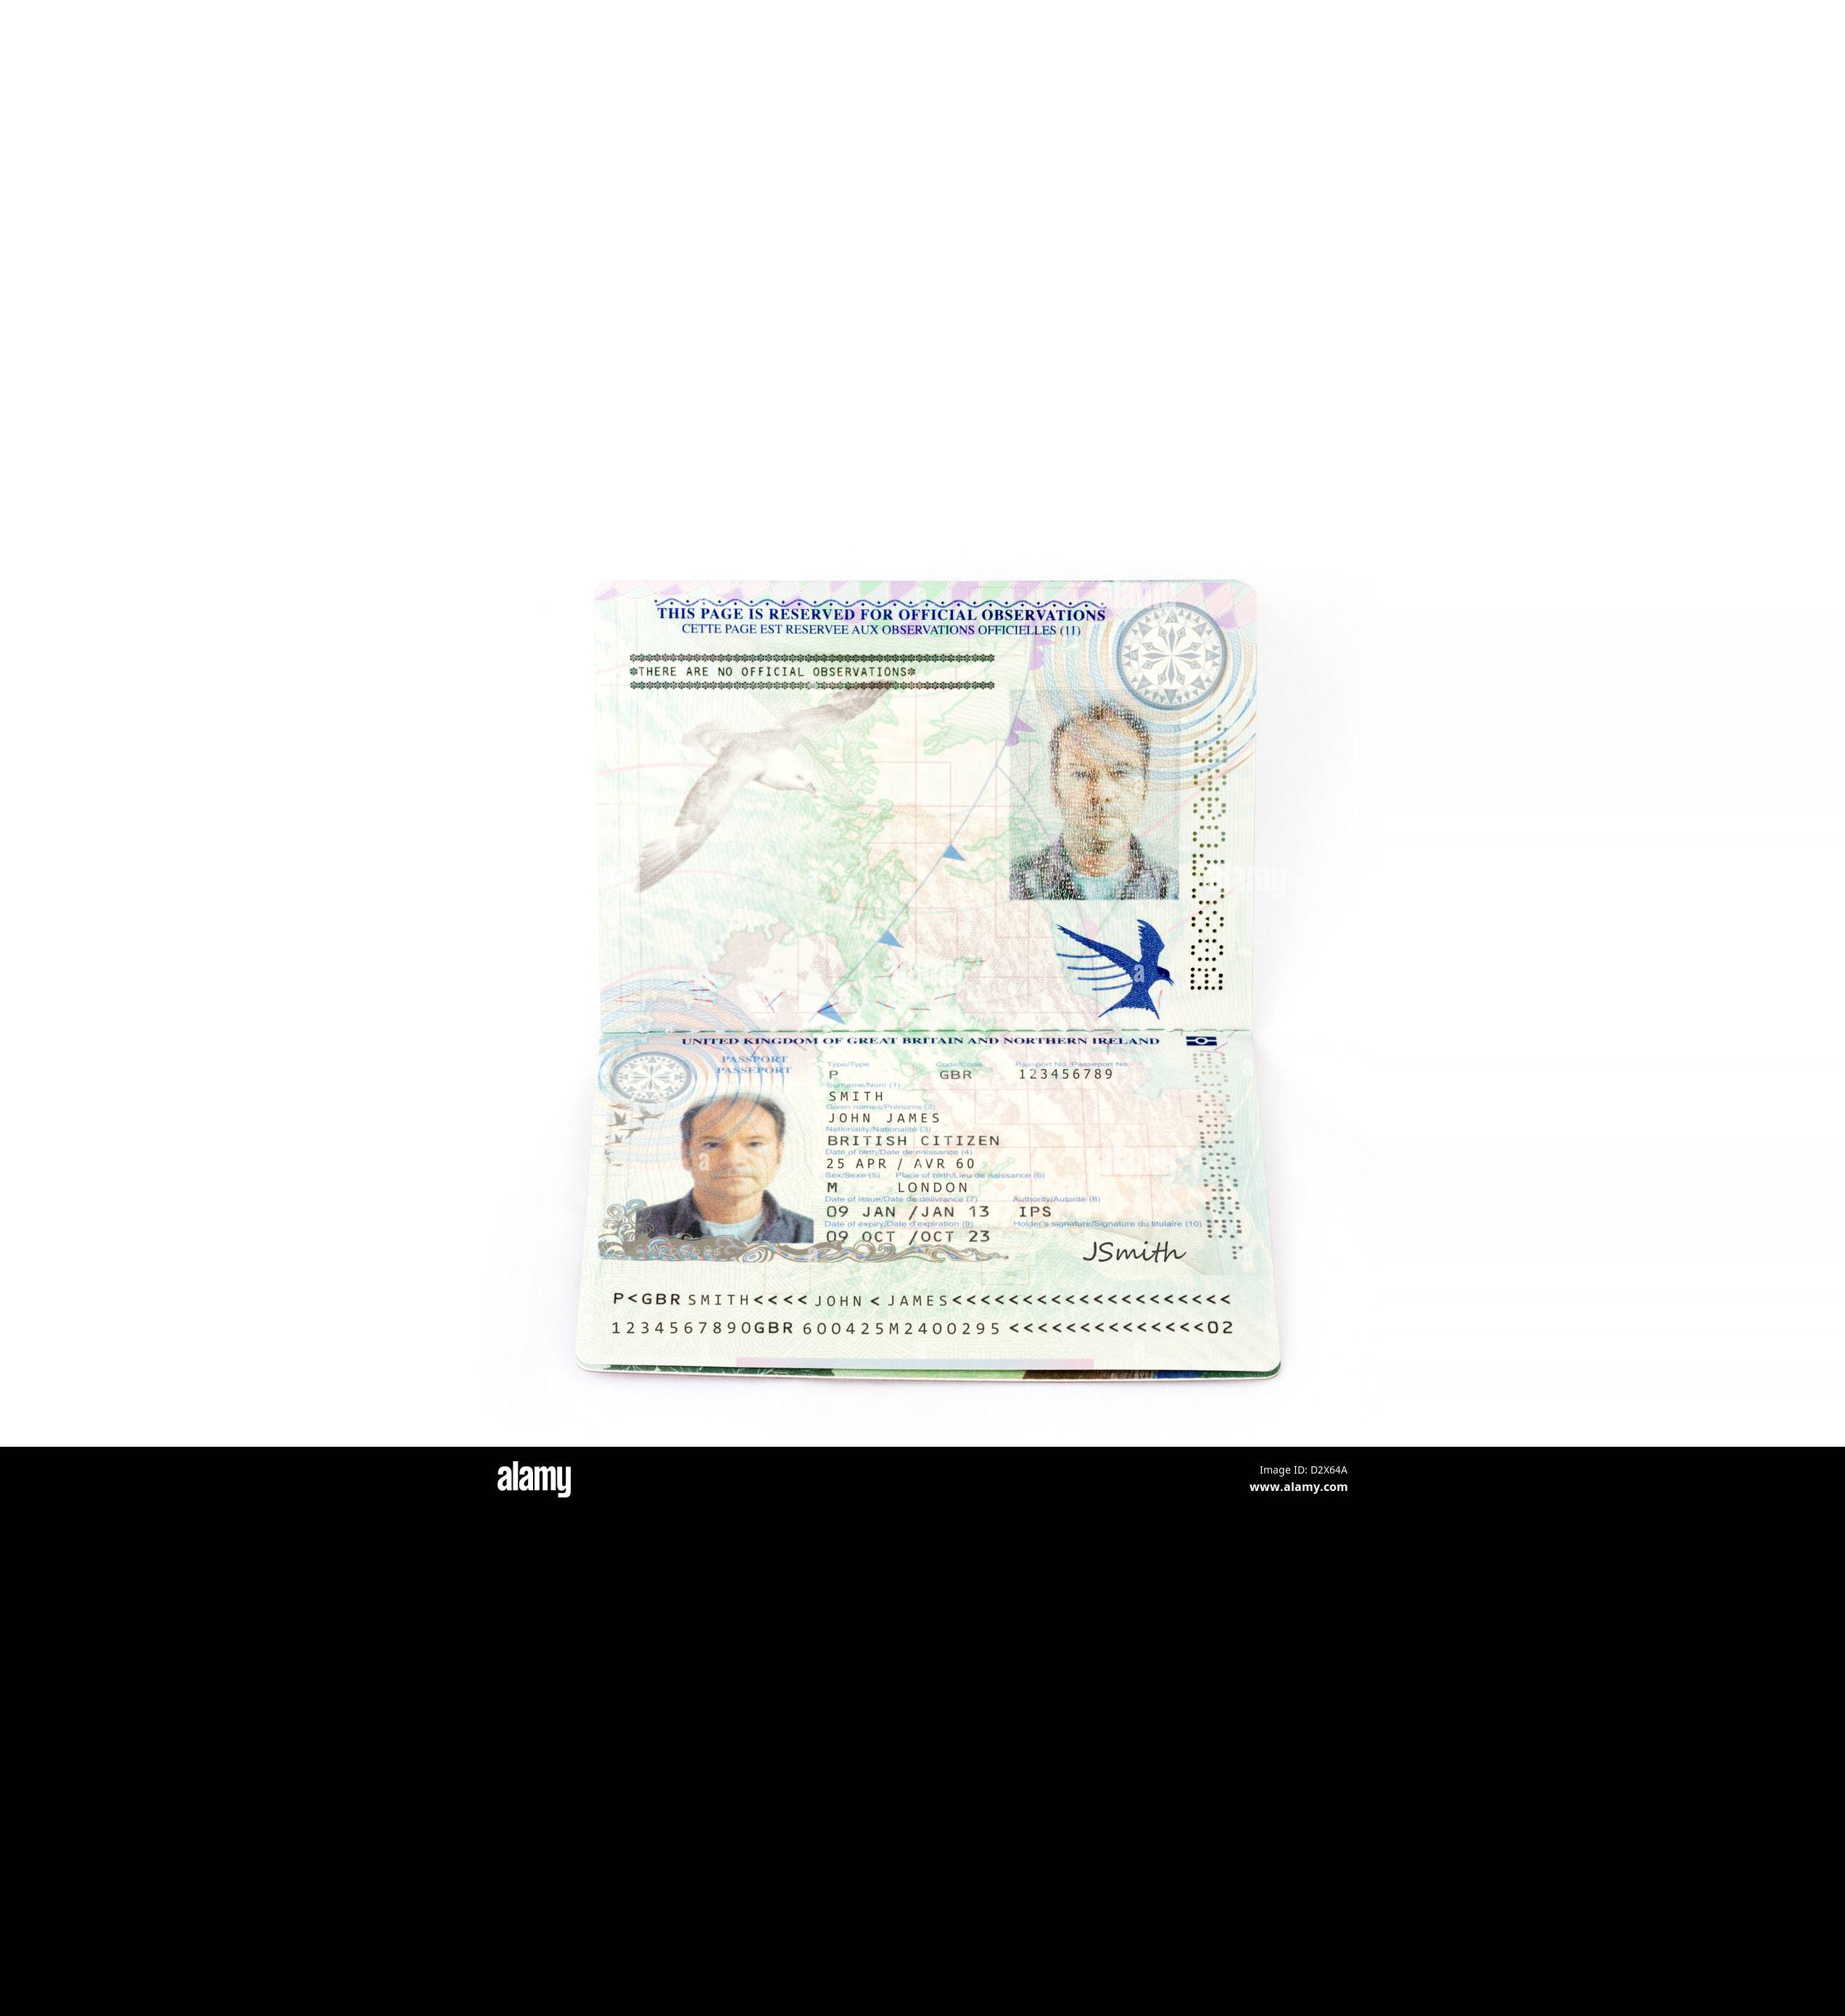 THIS PAGE IS RESERVED FOR OFFICIAL OBSERVATIONS
CETTE PAGE EST RESERVEE AUX OBSERVATIONS OFFICIELLES (11)
*THERE ARE NO OFFICIAL OBSERVATIONS*
UNITED KINGDOM OF GREAT BRITAIN AND NORTHERN IRELAND
PASSPORT
PASSEPORT
Type/Type Code/Code Passport No./Passeport No.
P GBR 123456789
Surname/Nom (1)
SMITH
Given names/Prénoms (2)
JOHN JAMES
Nationality/Nationalité (3)
BRITISH CITIZEN
Date of birth/Date de naissance (4)
25 APR / AVR 60
Sex/Sexe (5) Place of birth/Lieu de naissance (6)
M LONDON
Date of issue/Date de délivrance (7) Authority/Autorité (8)
09 JAN /JAN 13 IPS
Date of expiry/Date d'expiration (9) Holder's signature/Signature du titulaire (10)
09 OCT /OCT 23
JSmith
P<GBR SMITH<<<< JOHN < JAMES<<<<<<<<<<<<<<<<<<<<
1234567890GBR 600425M2400295 <<<<<<<<<<<<<<02
alamy
Image ID: D2X64A
www.alamy.com